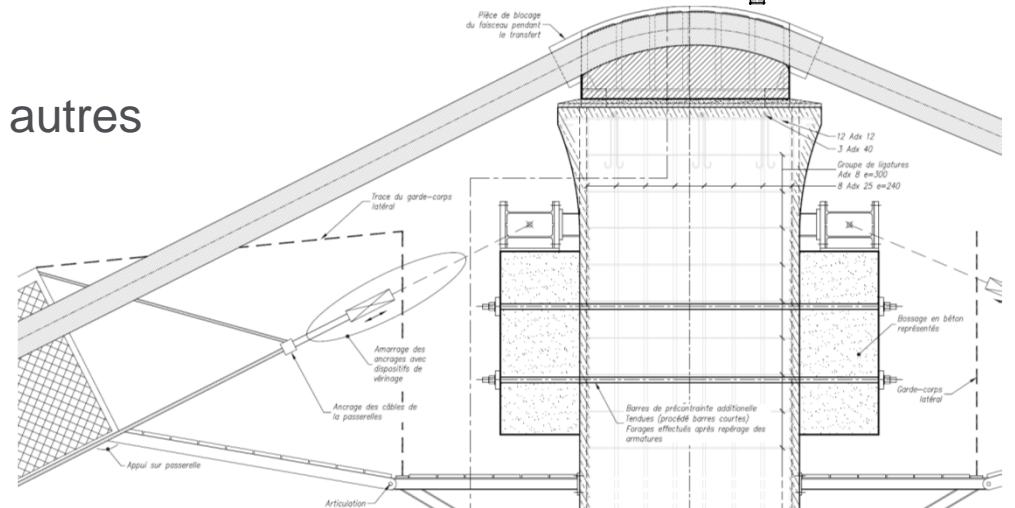 Pièce de blocage
du faisceau pendant
le transfert
autres
12 Adx 12
3 Adx 40
Groupe de ligatures
Adx 8 e=300
8 Adx 25 e=240
Trace du garde-corps
latéral
Amarrage des
ancrages avec
dispositifs de
vérinage
Bossage en béton
représentés
Ancrage des câbles de
la passerelles
Garde-corps
latéral
Barres de précontrainte additionelle
Tendues (procédé barres courtes)
Forages effectués après repérage des
armatures
Appui sur passerelle
Articulation